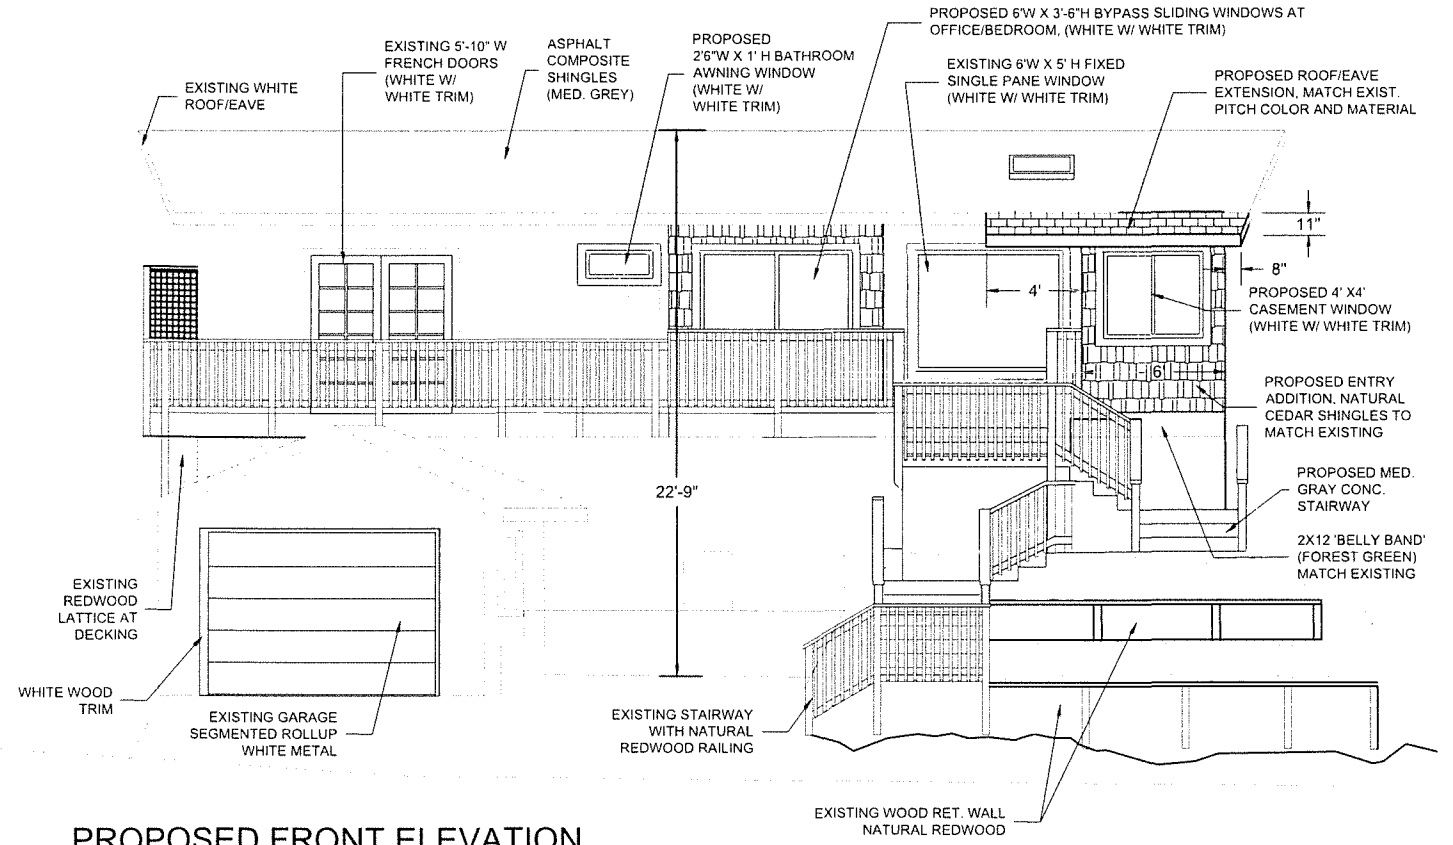 PROPOSED 6'W X 3'-6"H BYPASS SLIDING WINDOWS AT
OFFICE/BEDROOM, (WHITE W/ WHITE TRIM)
EXISTING 5'-10" W
FRENCH DOORS
(WHITE W/
WHITE TRIM)
ASPHALT
COMPOSITE
SHINGLES
(MED. GREY)
PROPOSED
2'6"W X 1' H BATHROOM
AWNING WINDOW
(WHITE W/
WHITE TRIM)
EXISTING 6'W X 5' H FIXED
SINGLE PANE WINDOW
(WHITE W/ WHITE TRIM)
PROPOSED ROOF/EAVE
EXTENSION, MATCH EXIST.
PITCH COLOR AND MATERIAL
EXISTING WHITE
ROOF/EAVE
11"
8"
4'
PROPOSED 4' X4'
CASEMENT WINDOW
(WHITE W/ WHITE TRIM)
6'
PROPOSED ENTRY
ADDITION, NATURAL
CEDAR SHINGLES TO
MATCH EXISTING
22'-9"
PROPOSED MED.
GRAY CONC.
STAIRWAY
2X12 'BELLY BAND'
(FOREST GREEN)
MATCH EXISTING
EXISTING
REDWOOD
LATTICE AT
DECKING
WHITE WOOD
TRIM
EXISTING GARAGE
SEGMENTED ROLLUP
WHITE METAL
EXISTING STAIRWAY
WITH NATURAL
REDWOOD RAILING
EXISTING WOOD RET. WALL
NATURAL REDWOOD
PROPOSED FRONT ELEVATION